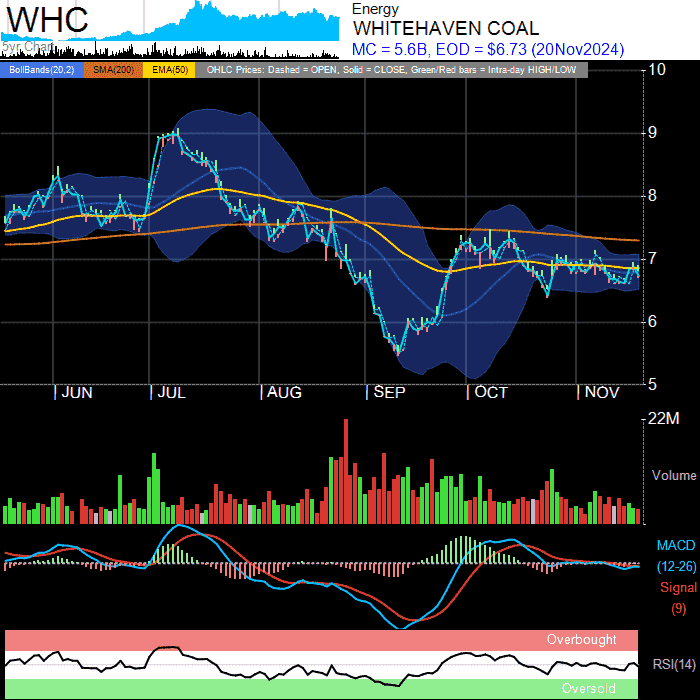 WHC
5yr Chart
Energy
WHITEHAVEN COAL
MC = 5.6B, EOD = $6.73 (20Nov2024)
BollBands(20,2) SMA(200) EMA(50) OHLC Prices: Dashed = OPEN, Solid = CLOSE, Green/Red bars = Intra-day HIGH/LOW
10
9
8
7
6
5
| JUN | JUL | AUG | SEP | OCT | NOV
22M
Volume
MACD
(12-26)
Signal
(9)
Overbought
RSI(14)
Oversold